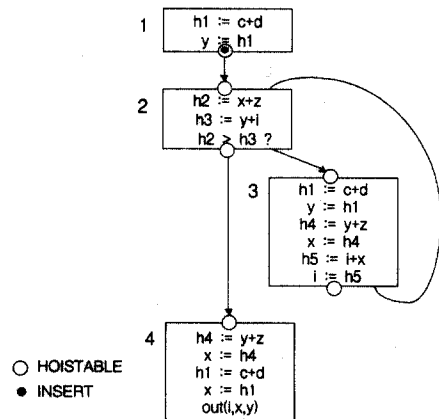 1
h1 := c+d
y := h1
2
h2 := x+z
h3 := y+i
h2 > h3 ?
3
h1 := c+d
y := h1
h4 := y+z
x := h4
h5 := i+x
i := h5
4
h4 := y+z
x := h4
h1 := c+d
x := h1
out(i,x,y)
HOISTABLE
INSERT